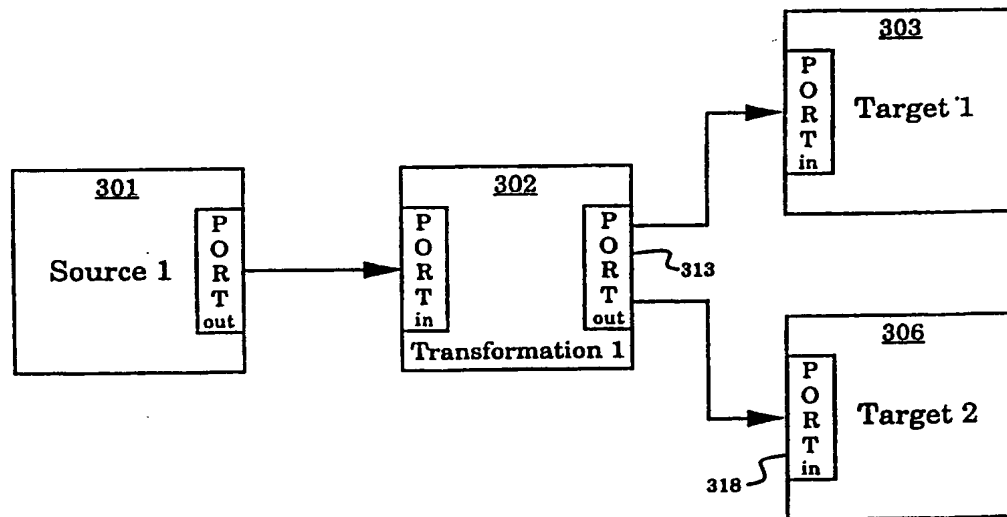 301
Source 1
PORT
out
302
PORT
in
PORT
out
Transformation 1
313
303
PORT
in
Target 1
306
PORT
in
Target 2
318